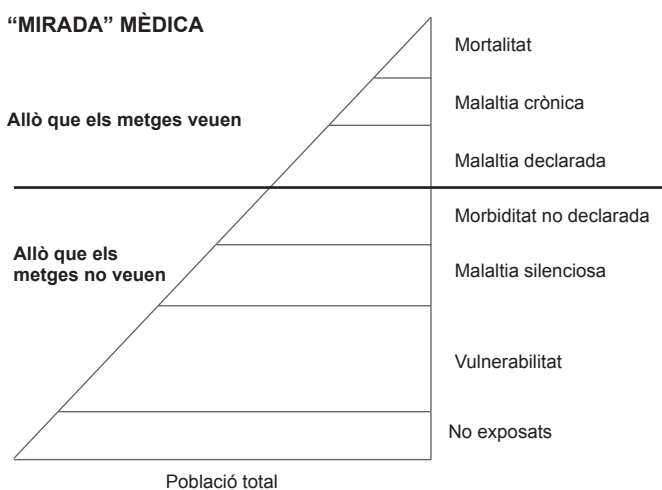 “MIRADA” MÈDICA
Mortalitat
Malaltia crònica
Allò que els metges veuen
Malaltia declarada
Morbiditat no declarada
Allò que els
metges no veuen
Malaltia silenciosa
Vulnerabilitat
No exposats
Població total